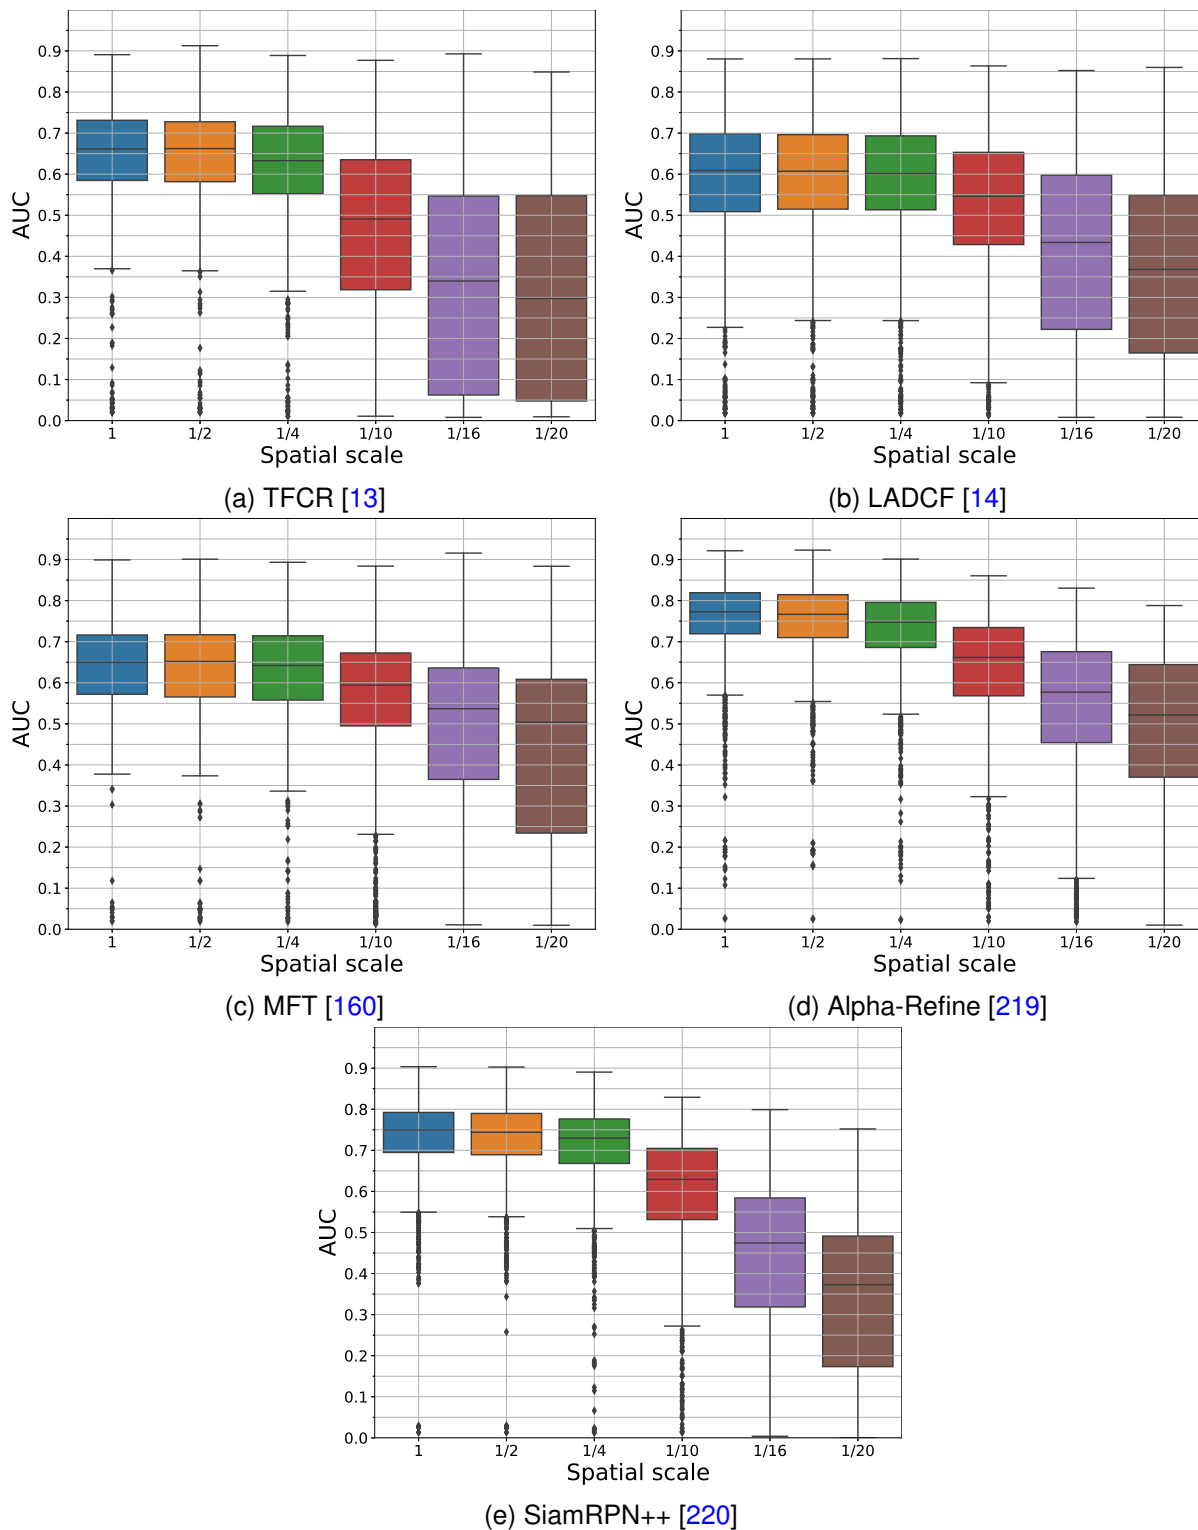 0.9
0.8
0.7
0.6
0.5
0.4
0.3
0.2
0.1
0.0
AUC
1 1/2 1/4 1/10 1/16 1/20
Spatial scale
(a) TFCR [13]
0.9
0.8
0.7
0.6
0.5
0.4
0.3
0.2
0.1
0.0
AUC
1 1/2 1/4 1/10 1/16 1/20
Spatial scale
(b) LADCF [14]
0.9
0.8
0.7
0.6
0.5
0.4
0.3
0.2
0.1
0.0
AUC
1 1/2 1/4 1/10 1/16 1/20
Spatial scale
(c) MFT [160]
0.9
0.8
0.7
0.6
0.5
0.4
0.3
0.2
0.1
0.0
AUC
1 1/2 1/4 1/10 1/16 1/20
Spatial scale
(d) Alpha-Refine [219]
0.9
0.8
0.7
0.6
0.5
0.4
0.3
0.2
0.1
0.0
AUC
1 1/2 1/4 1/10 1/16 1/20
Spatial scale
(e) SiamRPN++ [220]